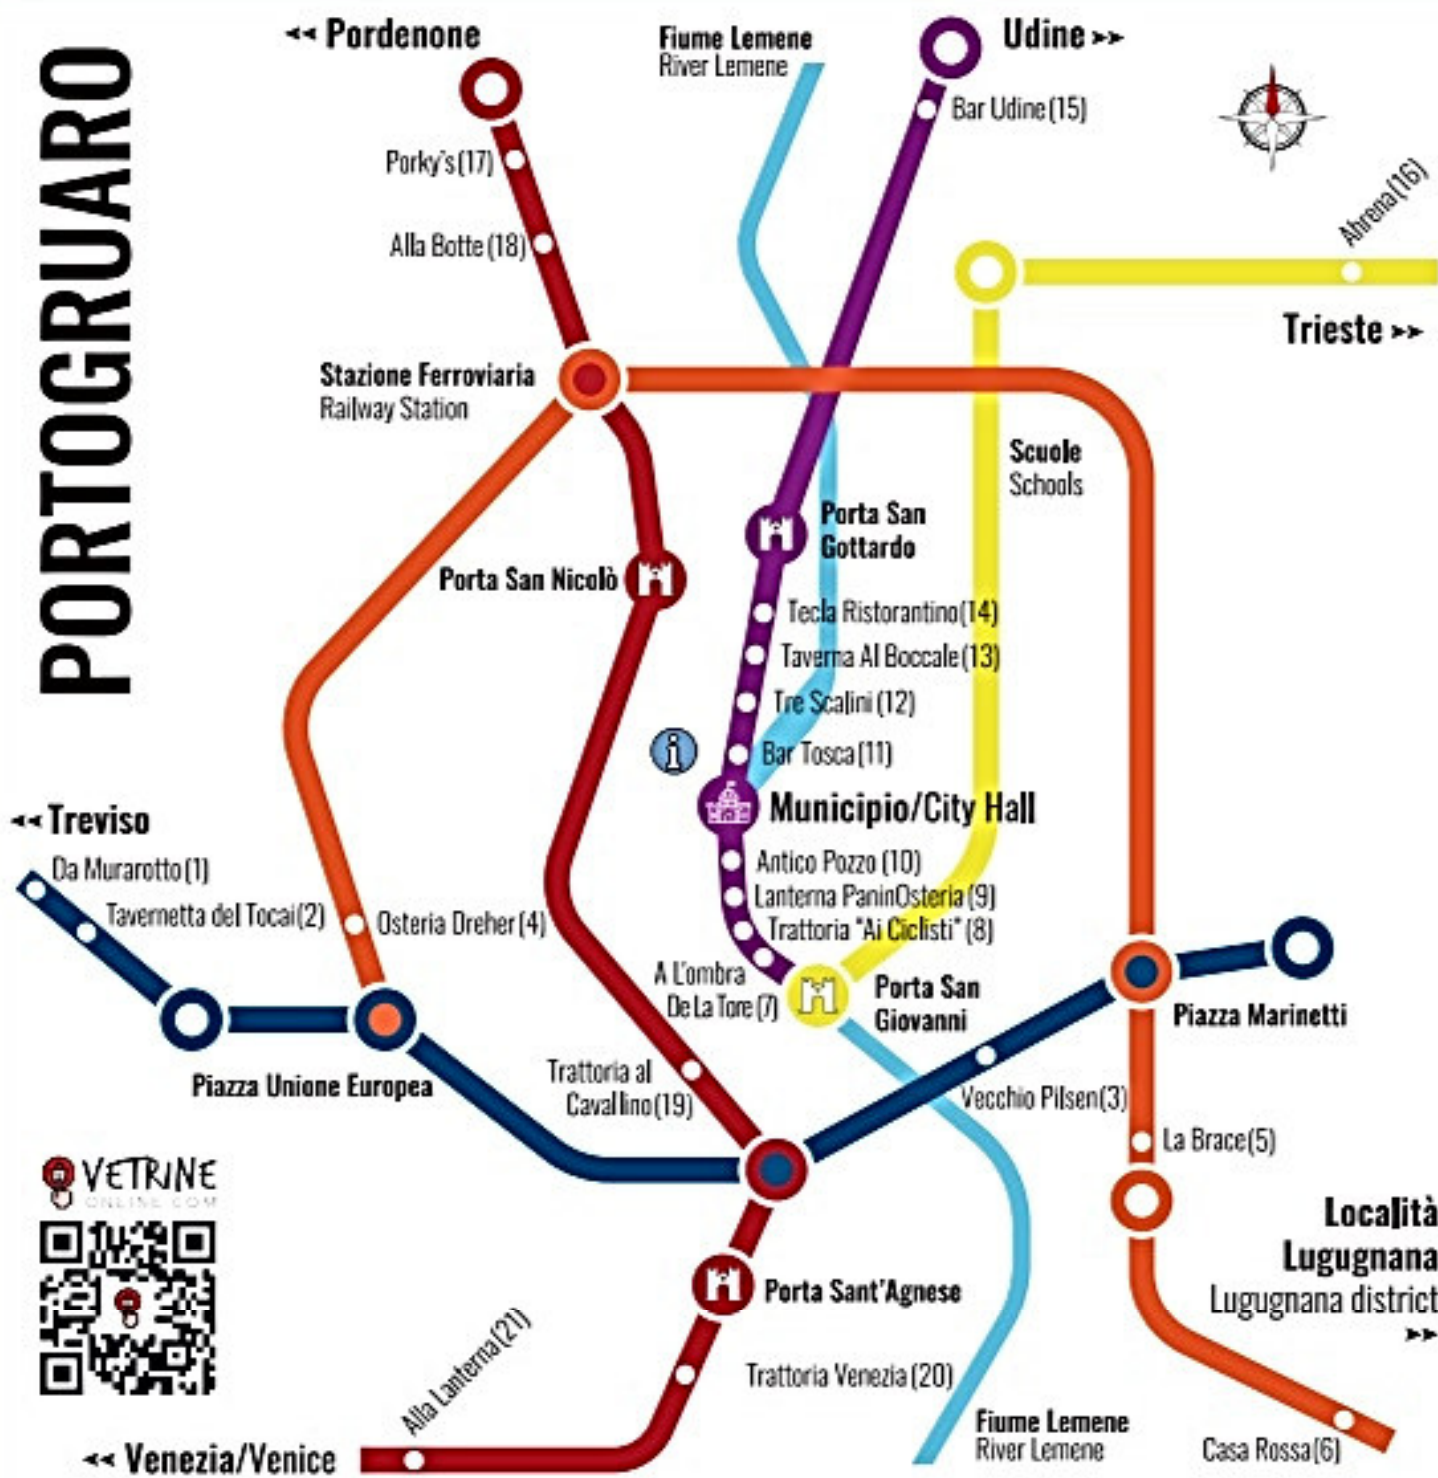 PORTOGRUARO
◄◄ Pordenone
Fiume Lemene
River Lemene
Udine ►►
Bar Udine (15)
Porky's (17)
Ahrena (16)
Alla Botte (18)
Trieste ►►
Stazione Ferroviaria
Railway Station
Scuole
Schools
Porta San
Gottardo
Porta San Nicolò
Tecla Ristorantino (14)
Taverna Al Boccale (13)
Tre Scalini (12)
i
Bar Tosca (11)
Municipio/City Hall
◄◄ Treviso
Da Murarotto (1)
Tavernetta del Tocai (2)
Osteria Dreher (4)
Antico Pozzo (10)
Lanterna PaninOsteria (9)
Trattoria "Ai Ciclisti" (8)
A L'ombra
De La Tore (7)
Porta San
Giovanni
Piazza Marinetti
Piazza Unione Europea
Trattoria al
Cavallino (19)
Vecchio Pilsen (3)
La Brace (5)
VETRINE
ONLINE.COM
Località
Lugugnana
Lugugnana district
►►
Porta Sant'Agnese
Alla Lanterna (21)
Trattoria Venezia (20)
Fiume Lemene
River Lemene
Casa Rossa (6)
◄◄ Venezia/Venice